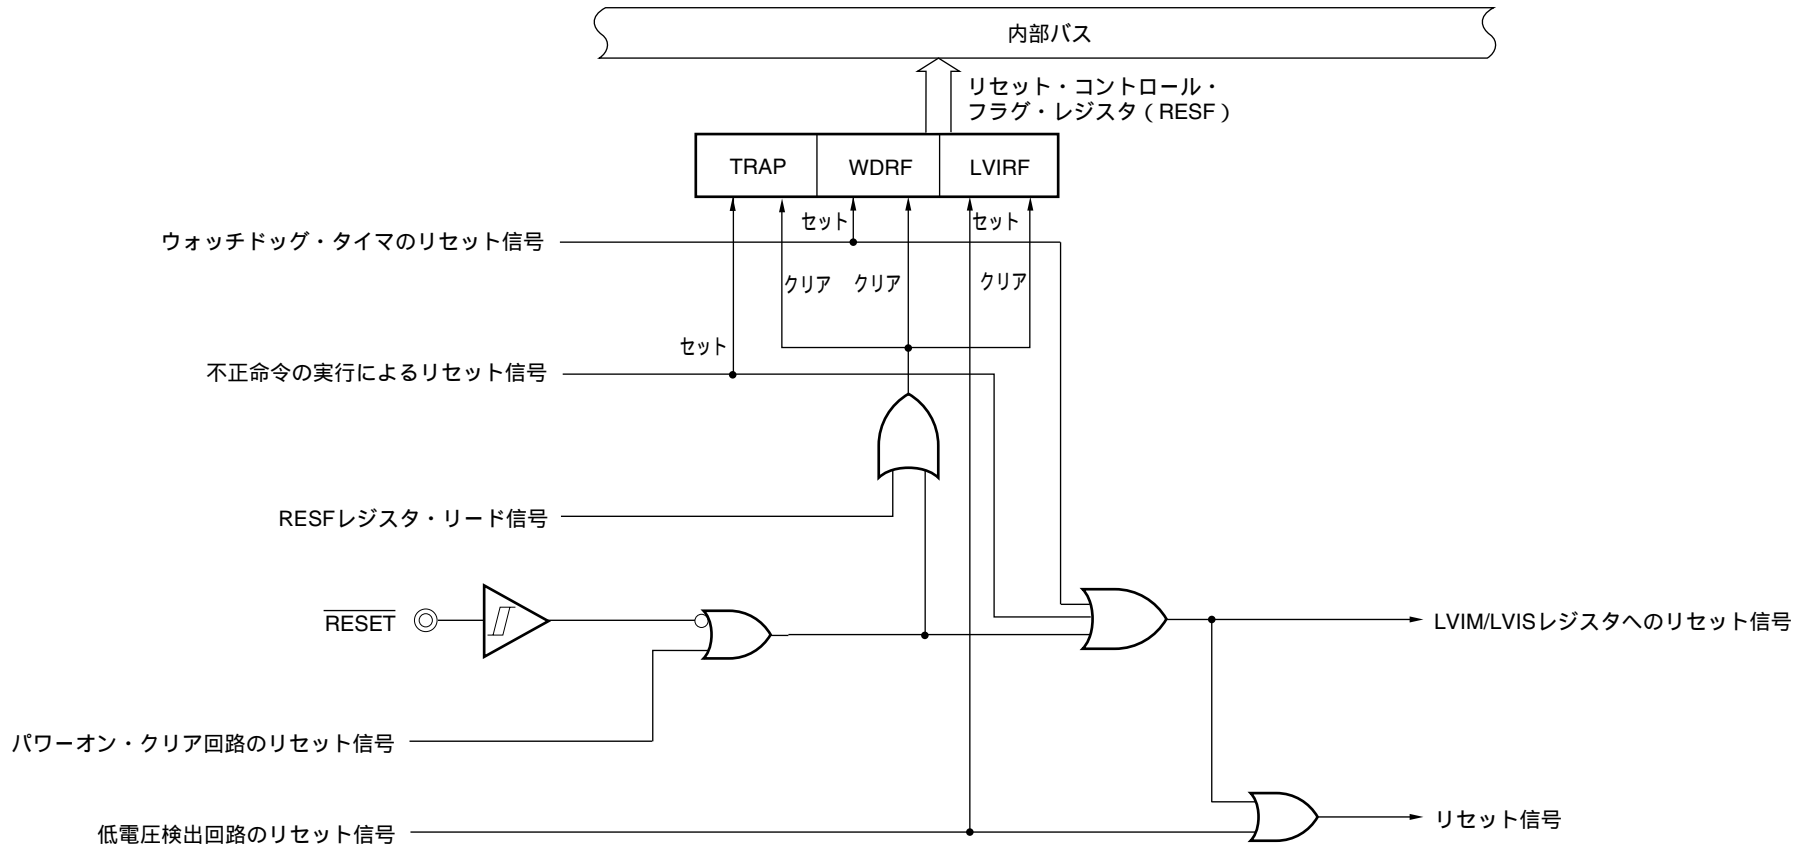 内部バス
リセット・コントロール・
フラグ・レジスタ（RESF）
TRAP
WDRF
LVIRF
セット
セット
ウォッチドッグ・タイマのリセット信号
クリア
クリア
クリア
セット
不正命令の実行によるリセット信号
RESFレジスタ・リード信号
RESET
LVIM/LVISレジスタへのリセット信号
パワーオン・クリア回路のリセット信号
低電圧検出回路のリセット信号
リセット信号